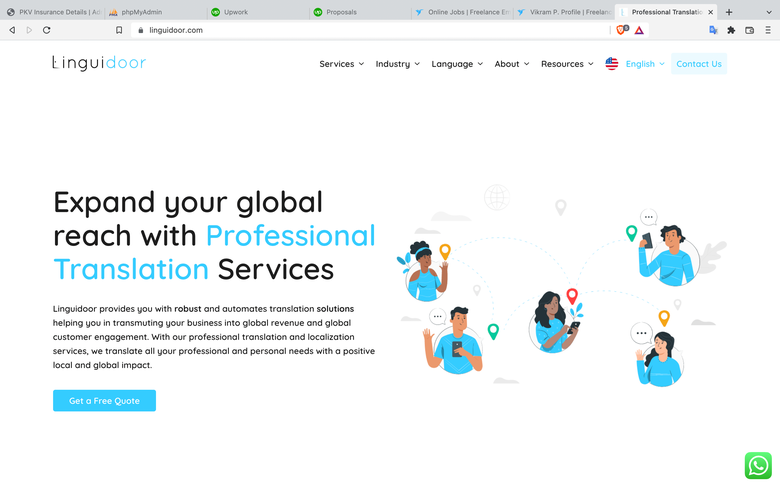 PKV Insurance Details | Ad
phpMyAdmin
Upwork
Proposals
Online Jobs | Freelance Em
Vikram P. Profile | Freelanc
Professional Translatio
linguidoor.com
Linguidoor
Services
Industry
Language
About
Resources
English
Contact Us
Expand your global
reach with Professional
Translation Services
Linguidoor provides you with robust and automates translation solutions
helping you in transmuting your business into global revenue and global
customer engagement. With our professional translation and localization
services, we translate all your professional and personal needs with a positive
local and global impact.
Get a Free Quote